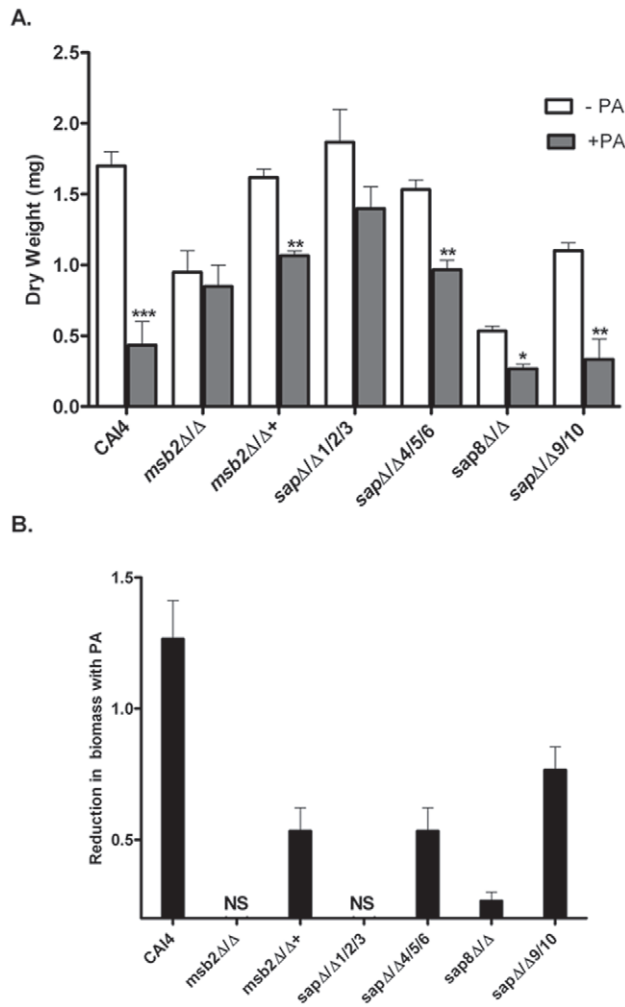 A.
2.5
2.0
1.5
1.0
0.5
0.0
Dry Weight (mg)
- PA
+PA
***
**
**
*
**
CAI4
msb2Δ/Δ
msb2Δ/Δ+
sapΔ/Δ1/2/3
sapΔ/Δ4/5/6
sap8Δ/Δ
sapΔ/Δ9/10
B.
1.5
1.0
0.5
Reduction in biomass with PA
NS
NS
CAI4
msb2Δ/Δ
msb2Δ/Δ+
sapΔ/Δ1/2/3
sapΔ/Δ4/5/6
sap8Δ/Δ
sapΔ/Δ9/10